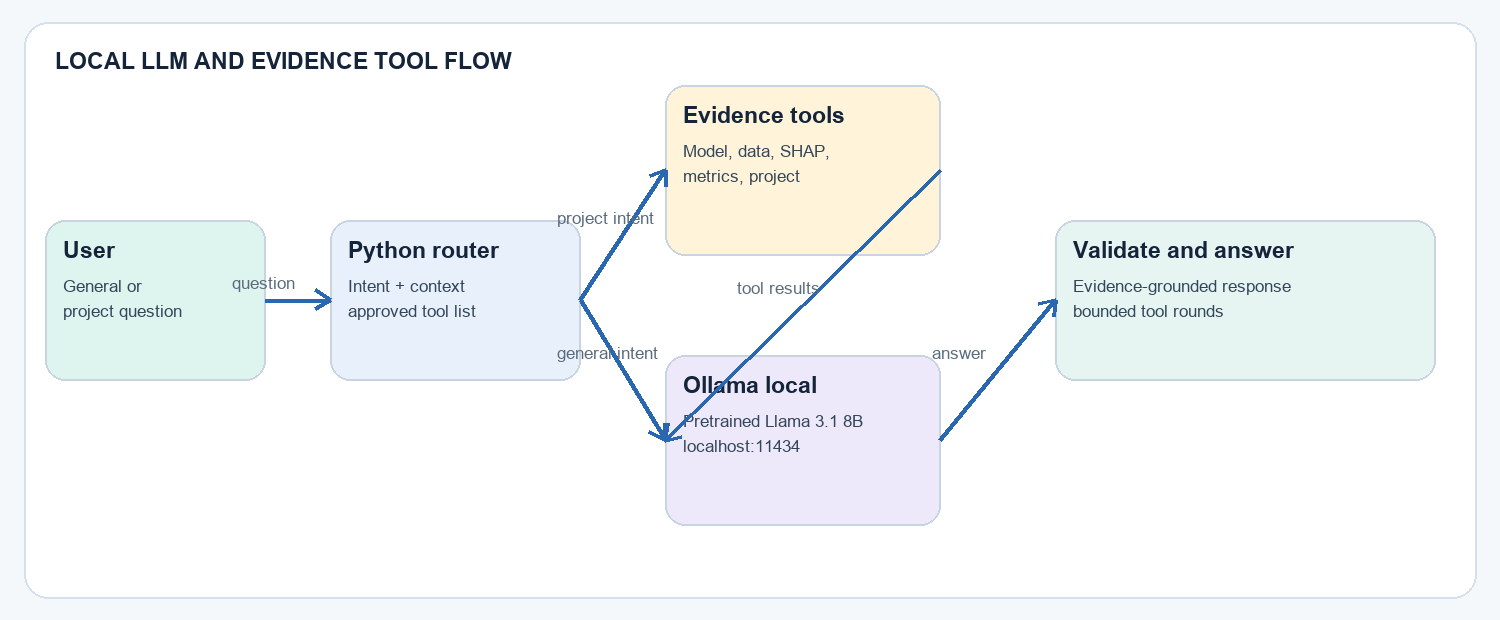 LOCAL LLM AND EVIDENCE TOOL FLOW
User
General or
project question
question
Python router
Intent + context
approved tool list
project intent
general intent
Evidence tools
Model, data, SHAP,
metrics, project
tool results
Ollama local
Pretrained Llama 3.1 8B
localhost:11434
answer
Validate and answer
Evidence-grounded response
bounded tool rounds